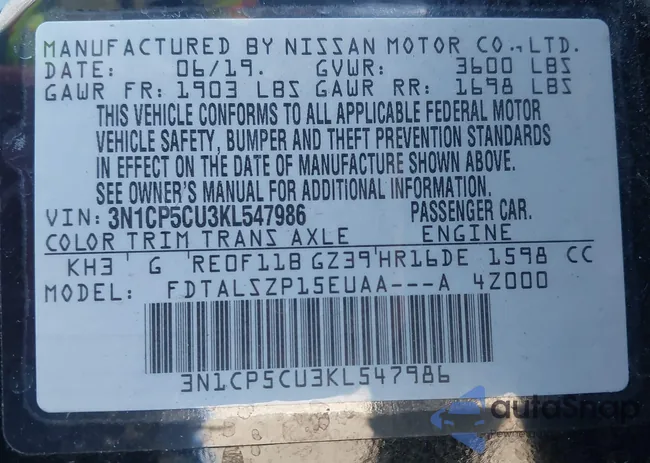 MANUFACTURED BY NISSAN MOTOR CO., LTD.
DATE: 06/19. GVWR: 3600 LBS
GAWR FR: 1903 LBS GAWR RR: 1698 LBS
THIS VEHICLE CONFORMS TO ALL APPLICABLE FEDERAL MOTOR
VEHICLE SAFETY, BUMPER AND THEFT PREVENTION STANDARDS
IN EFFECT ON THE DATE OF MANUFACTURE SHOWN ABOVE.
SEE OWNER'S MANUAL FOR ADDITIONAL INFORMATION.
VIN: 3N1CP5CU3KL547986 PASSENGER CAR.
COLOR TRIM TRANS AXLE ENGINE
KH3 G RE0F11B GZ39 HR16DE 1598 CC
MODEL: FDTALSZP15EUAA---A 4Z000
3N1CP5CU3KL547986
autoSnap